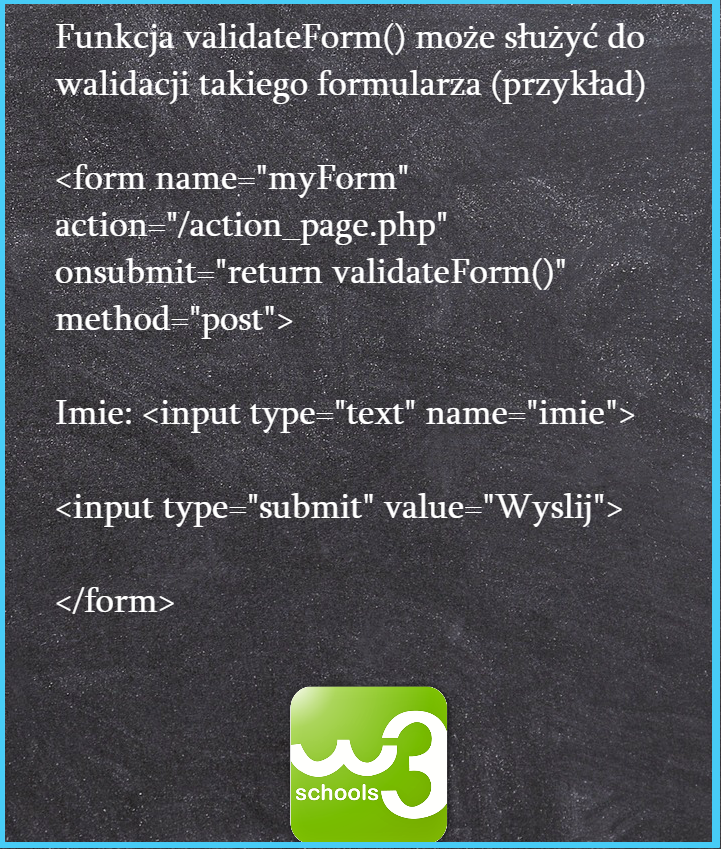 Funkcja validateForm() może służyć do
walidacji takiego formularza (przykład)
<form name="myForm"
action="/action_page.php"
onsubmit="return validateForm()"
method="post">
Imie: <input type="text" name="imie">
<input type="submit" value="Wyslij">
</form>
w3
schools